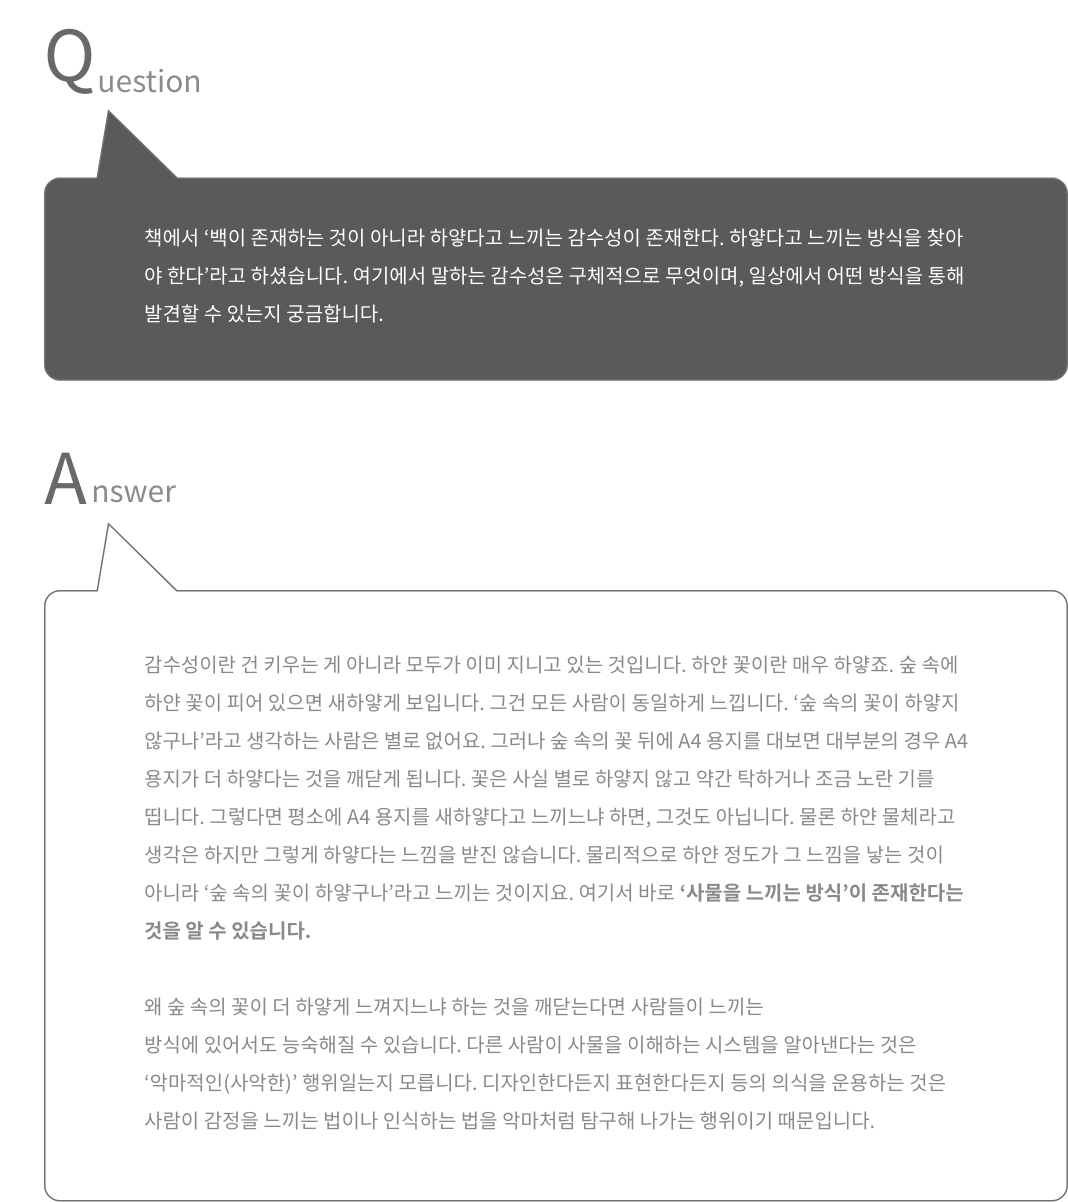 Question
책에서 ‘백이 존재하는 것이 아니라 하얗다고 느끼는 감수성이 존재한다. 하얗다고 느끼는 방식을 찾아
야 한다’라고 하셨습니다. 여기에서 말하는 감수성은 구체적으로 무엇이며, 일상에서 어떤 방식을 통해
발견할 수 있는지 궁금합니다.
Answer
감수성이란 건 키우는 게 아니라 모두가 이미 지니고 있는 것입니다. 하얀 꽃이란 매우 하얗죠. 숲 속에
하얀 꽃이 피어 있으면 새하얗게 보입니다. 그건 모든 사람이 동일하게 느낍니다. ‘숲 속의 꽃이 하얗지
않구나’라고 생각하는 사람은 별로 없어요. 그러나 숲 속의 꽃 뒤에 A4 용지를 대보면 대부분의 경우 A4
용지가 더 하얗다는 것을 깨닫게 됩니다. 꽃은 사실 별로 하얗지 않고 약간 탁하거나 조금 노란 기를
띱니다. 그렇다면 평소에 A4 용지를 새하얗다고 느끼느냐 하면, 그것도 아닙니다. 물론 하얀 물체라고
생각은 하지만 그렇게 하얗다는 느낌을 받진 않습니다. 물리적으로 하얀 정도가 그 느낌을 낳는 것이
아니라 ‘숲 속의 꽃이 하얗구나’라고 느끼는 것이지요. 여기서 바로 ‘사물을 느끼는 방식’이 존재한다는
것을 알 수 있습니다.
왜 숲 속의 꽃이 더 하얗게 느껴지느냐 하는 것을 깨닫는다면 사람들이 느끼는
방식에 있어서도 능숙해질 수 있습니다. 다른 사람이 사물을 이해하는 시스템을 알아낸다는 것은
‘악마적인(사악한)’ 행위일는지 모릅니다. 디자인한다든지 표현한다든지 등의 의식을 운용하는 것은
사람이 감정을 느끼는 법이나 인식하는 법을 악마처럼 탐구해 나가는 행위이기 때문입니다.